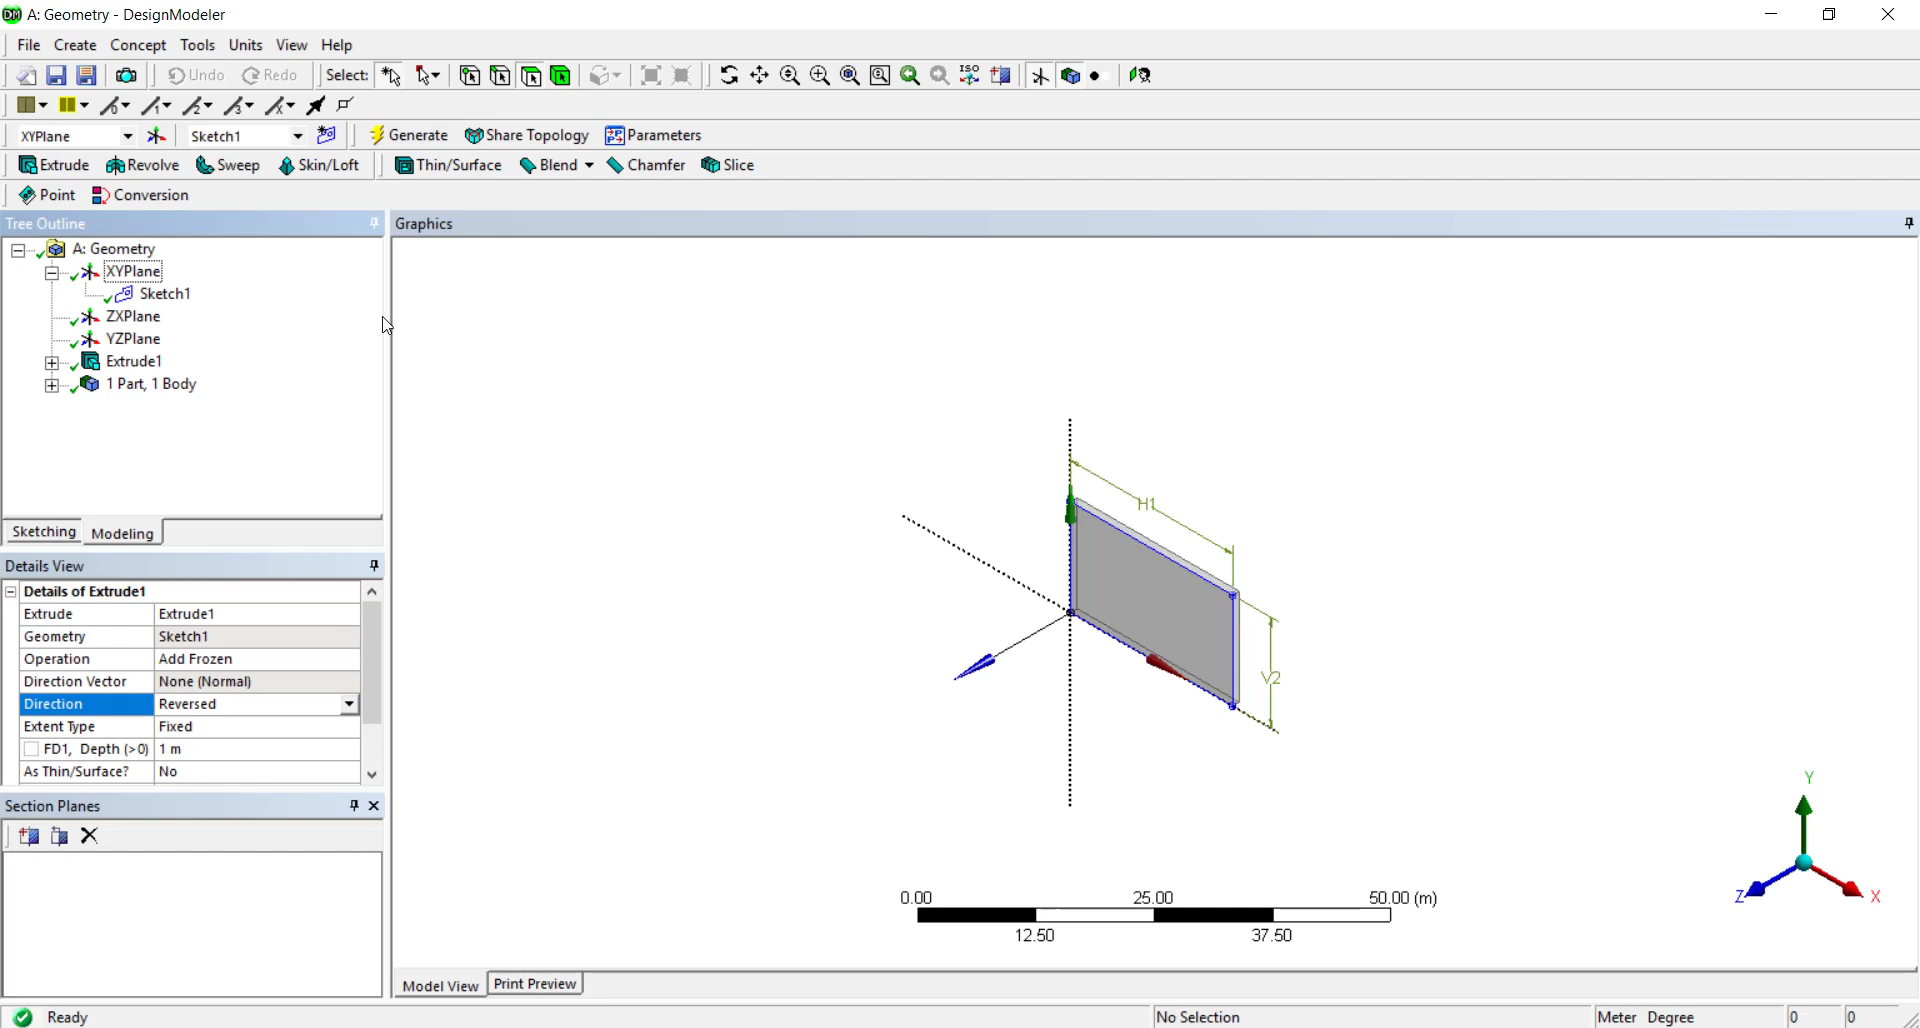 DM A: Geometry - DesignModeler
File Create Concept Tools Units View Help
Undo Redo Select: ISO
XYPlane Sketch1 Generate Share Topology Parameters
Extrude Revolve Sweep Skin/Loft Thin/Surface Blend Chamfer Slice
Point Conversion
Tree Outline
A: Geometry
XYPlane
Sketch1
ZXPlane
YZPlane
Extrude1
1 Part, 1 Body
Sketching Modeling
Details View
Details of Extrude1
Extrude Extrude1
Geometry Sketch1
Operation Add Frozen
Direction Vector None (Normal)
Direction Reversed
Extent Type Fixed
FD1, Depth (>0) 1 m
As Thin/Surface? No
Section Planes
Graphics
H1
V2
0.00 25.00 50.00 (m)
12.50 37.50
Y
Z X
Model View Print Preview
Ready No Selection Meter Degree 0 0